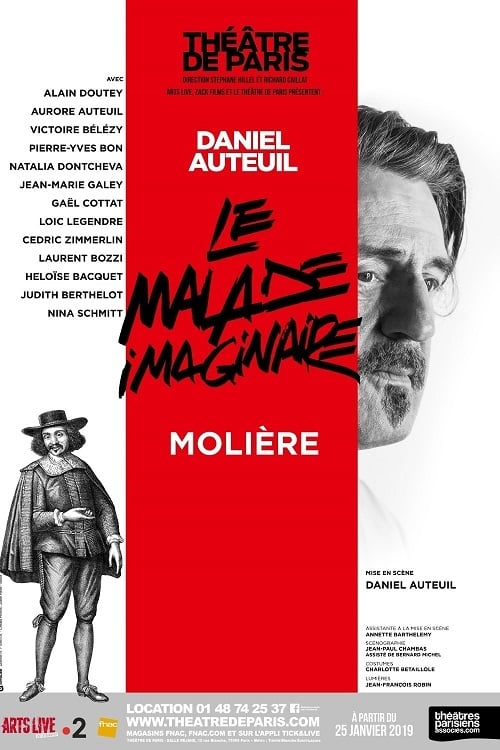 THÉÂTRE
DE PARIS
DIRECTION STÉPHANE HILLEL ET RICHARD CAILLAT
ARTS LIVE, ZACK FILMS ET LE THÉÂTRE DE PARIS PRÉSENTENT
AVEC
ALAIN DOUTEY
AURORE AUTEUIL
VICTOIRE BÉLÉZY
PIERRE-YVES BON
NATALIA DONTCHEVA
JEAN-MARIE GALEY
GAËL COTTAT
LOIC LEGENDRE
CEDRIC ZIMMERLIN
LAURENT BOZZI
HELOÏSE BACQUET
JUDITH BERTHELOT
NINA SCHMITT
DANIEL
AUTEUIL
LE
MALADE
iMAGiNAiRE
MOLIÈRE
MISE EN SCÈNE
DANIEL AUTEUIL
ASSISTANTE À LA MISE EN SCÈNE
ANNETTE BARTHELEMY
SCÉNOGRAPHIE
JEAN-PAUL CHAMBAS
ASSISTÉ DE BERNARD MICHEL
COSTUMES
CHARLOTTE BETAILLOLE
LUMIÈRES
JEAN-FRANÇOIS ROBIN
ARTS LIVE
•2
fnac
LOCATION 01 48 74 25 37
WWW.THEATREDEPARIS.COM
MAGASINS FNAC, FNAC.COM ET SUR L'APPLI TICK&LIVE
À PARTIR DU
25 JANVIER 2019
théâtres
parisiens
associés.com